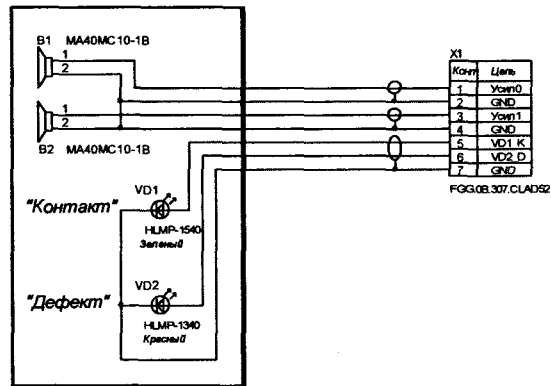 B1 MA40MC10-1B
1
2
1
2
B2 MA40MC10-1B
X1
Конт Цепь
1 Усил0
2 GND
3 Усил1
4 GND
5 VD1_K
6 VD2_D
7 GND
FGG.0B.307.CLAD52
"Контакт"
VD1
HLMP-1540
Зеленый
"Дефект"
VD2
HLMP-1340
Красный